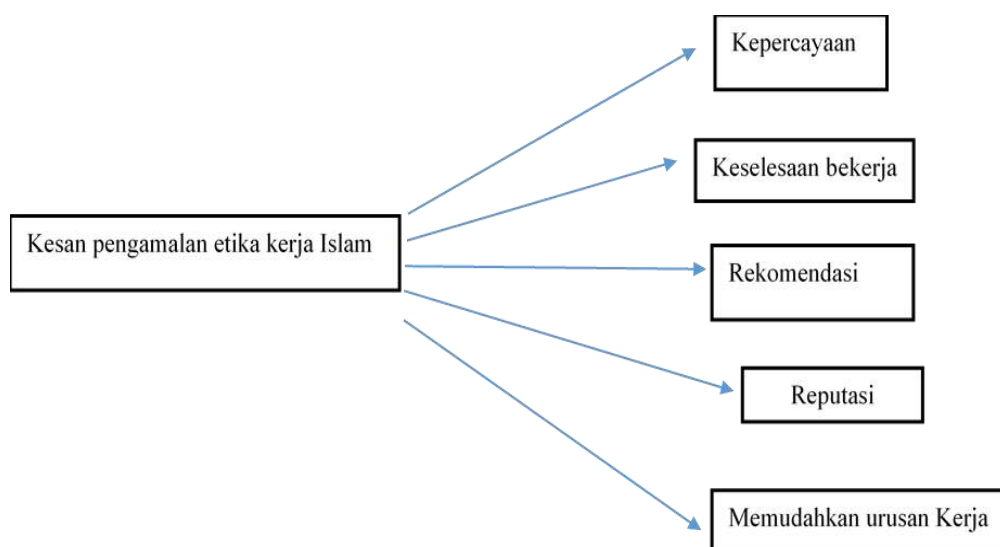 Kepercayaan
Keselesaan bekerja
Kesan pengamalan etika kerja Islam
Rekomendasi
Reputasi
Memudahkan urusan Kerja